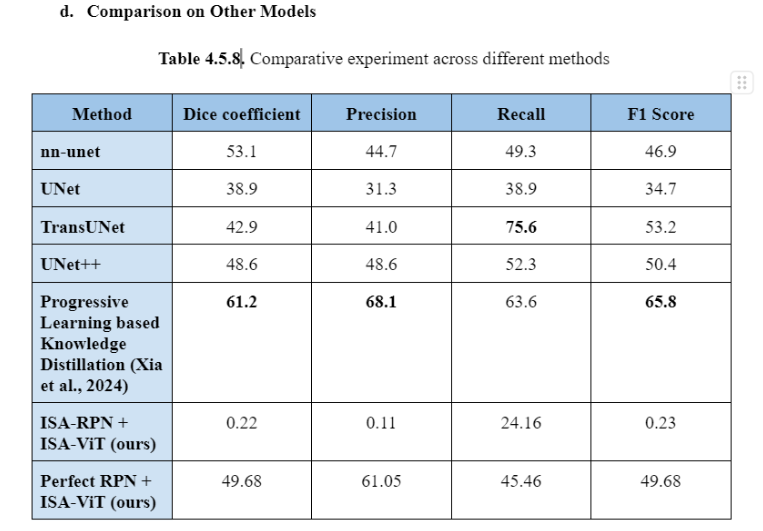 d. Comparison on Other Models
Table 4.5.8. Comparative experiment across different methods
Method Dice coefficient Precision Recall F1 Score
nn-unet 53.1 44.7 49.3 46.9
UNet 38.9 31.3 38.9 34.7
TransUNet 42.9 41.0 75.6 53.2
UNet++ 48.6 48.6 52.3 50.4
Progressive 61.2 68.1 63.6 65.8
Learning based
Knowledge
Distillation (Xia
et al., 2024)
ISA-RPN + 0.22 0.11 24.16 0.23
ISA-ViT (ours)
Perfect RPN + 49.68 61.05 45.46 49.68
ISA-ViT (ours)